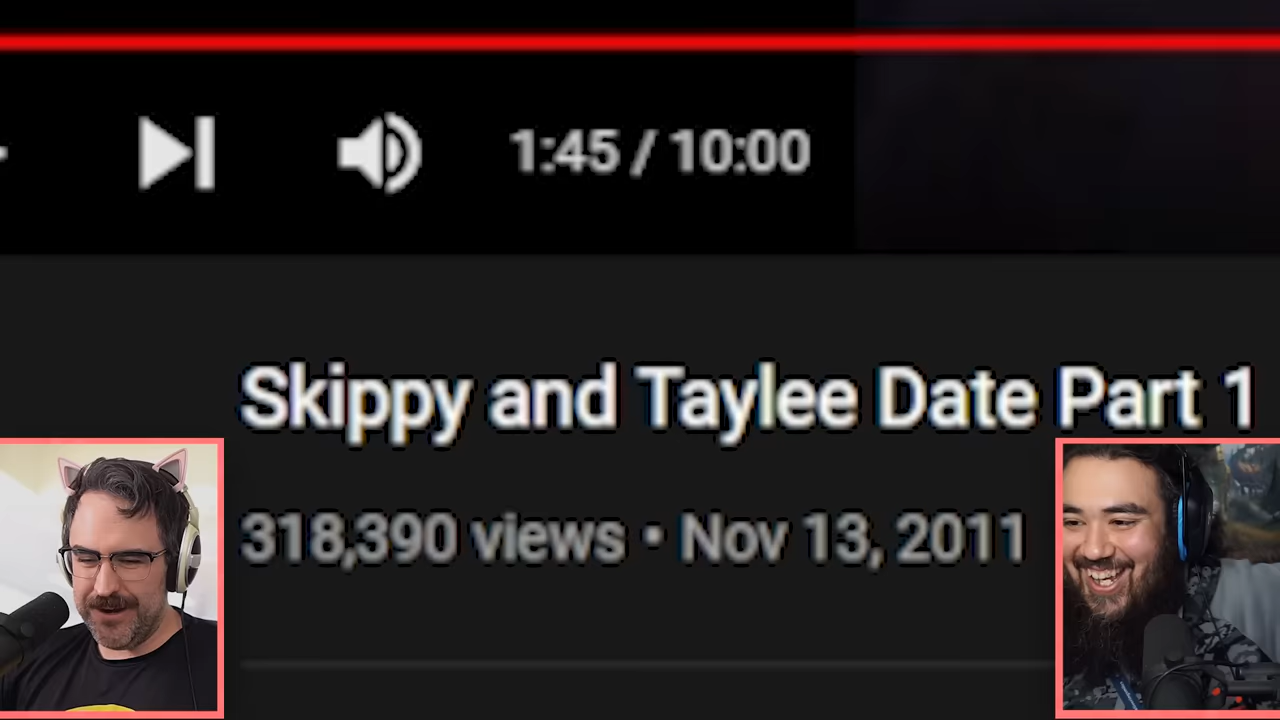 1:45 / 10:00
Skippy and Taylee Date Part 1
318,390 views • Nov 13, 2011